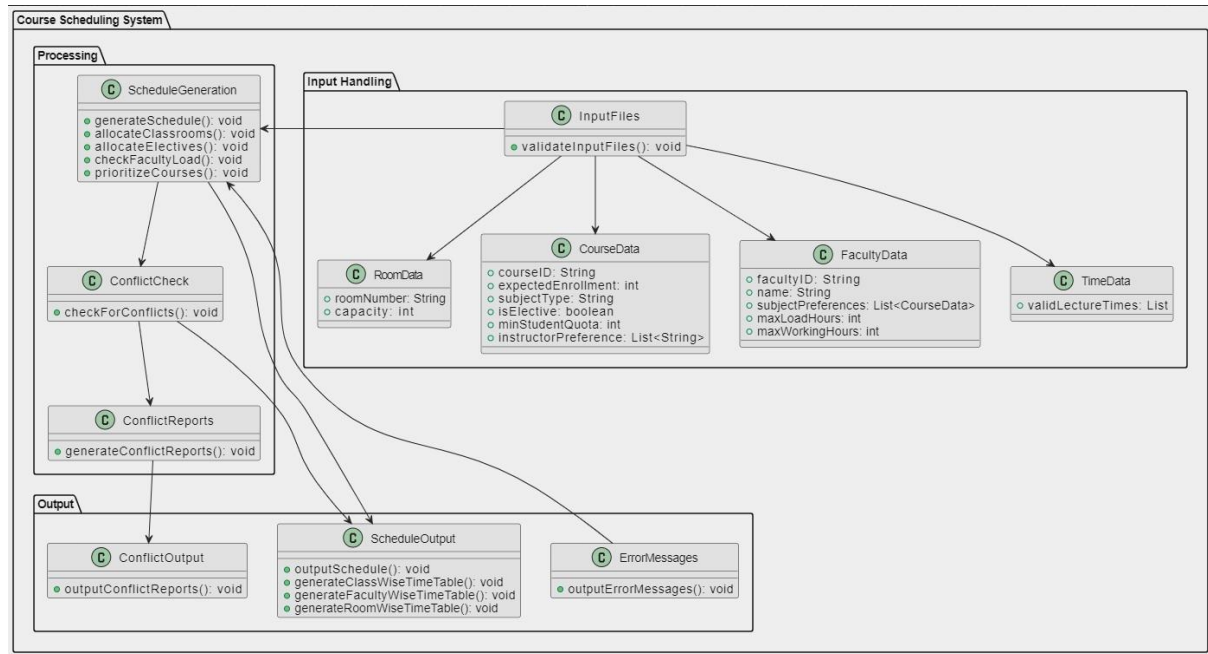 Course Scheduling System
Processing
C ScheduleGeneration
generateSchedule(): void
allocateClassrooms(): void
allocateElectives(): void
checkFacultyLoad(): void
prioritizeCourses(): void
C ConflictCheck
checkForConflicts(): void
C ConflictReports
generateConflictReports(): void
Input Handling
C InputFiles
validateInputFiles(): void
C RoomData
roomNumber: String
capacity: int
C CourseData
courseID: String
expectedEnrollment: int
subjectType: String
isElective: boolean
minStudentQuota: int
instructorPreference: List<String>
C FacultyData
facultyID: String
name: String
subjectPreferences: List<CourseData>
maxLoadHours: int
maxWorkingHours: int
C TimeData
validLectureTimes: List
Output
C ConflictOutput
outputConflictReports(): void
C ScheduleOutput
outputSchedule(): void
generateClassWiseTimeTable(): void
generateFacultyWiseTimeTable(): void
generateRoomWiseTimeTable(): void
C ErrorMessages
outputErrorMessages(): void